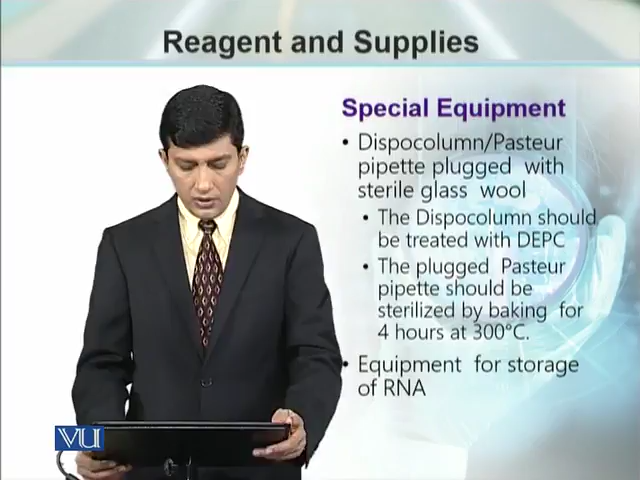 Reagent and Supplies
Special Equipment
• Dispocolumn/Pasteur
pipette plugged with
sterile glass wool
• The Dispocolumn should
be treated with DEPC
• The plugged Pasteur
pipette should be
sterilized by baking for
4 hours at 300°C.
• Equipment for storage
of RNA
VU